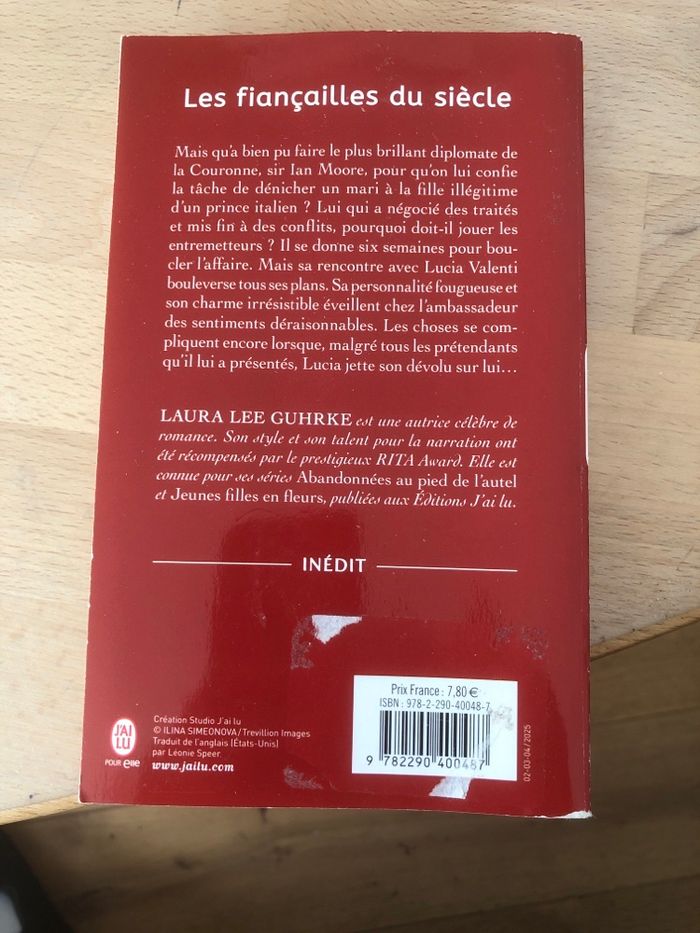 Les fiançailles du siècle
Mais qu'a bien pu faire le plus brillant diplomate de
la Couronne, sir Ian Moore, pour qu'on lui confie
la tâche de dénicher un mari à la fille illégitime
d'un prince italien ? Lui qui a négocié des traités
et mis fin à des conflits, pourquoi doit-il jouer les
entremetteurs ? Il se donne six semaines pour bou-
cler l'affaire. Mais sa rencontre avec Lucia Valenti
bouleverse tous ses plans. Sa personnalité fougueuse et
son charme irrésistible éveillent chez l'ambassadeur
des sentiments déraisonnables. Les choses se com-
pliquent encore lorsque, malgré tous les prétendants
qu'il lui a présentés, Lucia jette son dévolu sur lui...
LAURA LEE GUHRKE est une autrice célèbre de
romance. Son style et son talent pour la narration ont
été récompensés par le prestigieux RITA Award. Elle est
connue pour ses séries Abandonnées au pied de l'autel
et Jeunes filles en fleurs, publiées aux Éditions J'ai lu.
INÉDIT
J'AI
LU
POUR elle
Création Studio J'ai lu
© ILINA SIMEONOVA / Trevillion Images
Traduit de l'anglais (États-Unis)
par Léonie Speer.
www.jailu.com
Prix France : 7,80 €
ISBN : 978-2-290-40048-7
9 782290 400487
02-03-04/2025